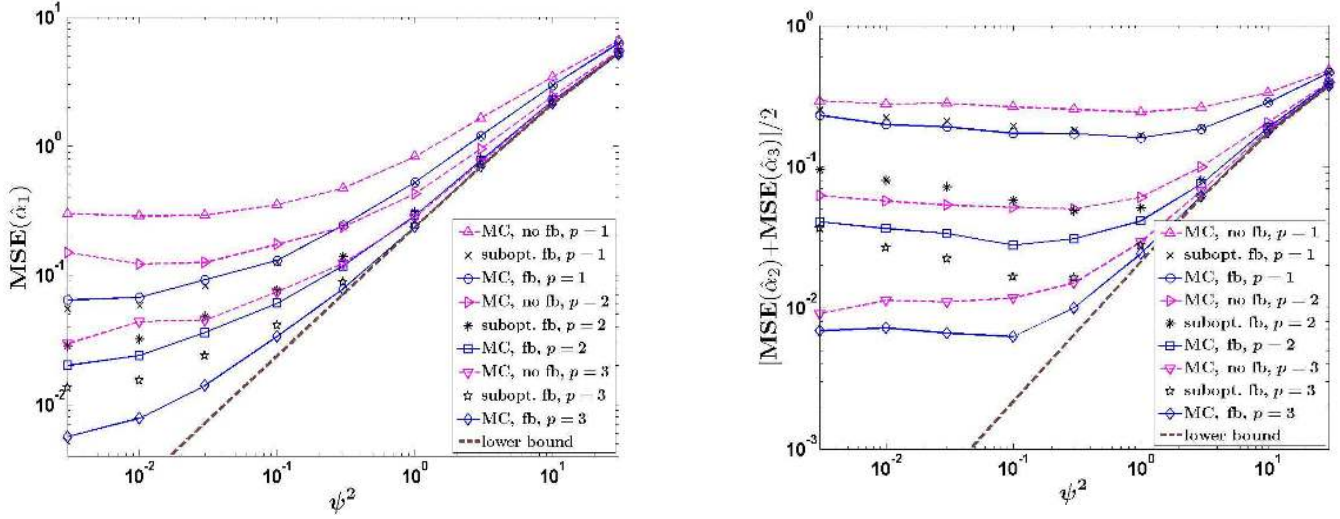 10^1
10^0
10^-1
10^-2
MSE(α̂₁)
10^-2
10^-1
10^0
10^1
ψ²
MC, no fb, p = 1
subopt. fb, p = 1
MC, fb, p = 1
MC, no fb, p = 2
subopt. fb, p = 2
MC, fb, p = 2
MC, no fb, p = 3
subopt. fb, p = 3
MC, fb, p = 3
lower bound
10^0
10^-1
10^-2
10^-3
[MSE(α̂₂)+MSE(α̂₃)]/2
10^-2
10^-1
10^0
10^1
ψ²
MC, no fb, p = 1
subopt. fb, p = 1
MC, fb, p = 1
MC, no fb, p = 2
subopt. fb, p = 2
MC, fb, p = 2
MC, no fb, p = 3
subopt. fb, p = 3
MC, fb, p = 3
lower bound